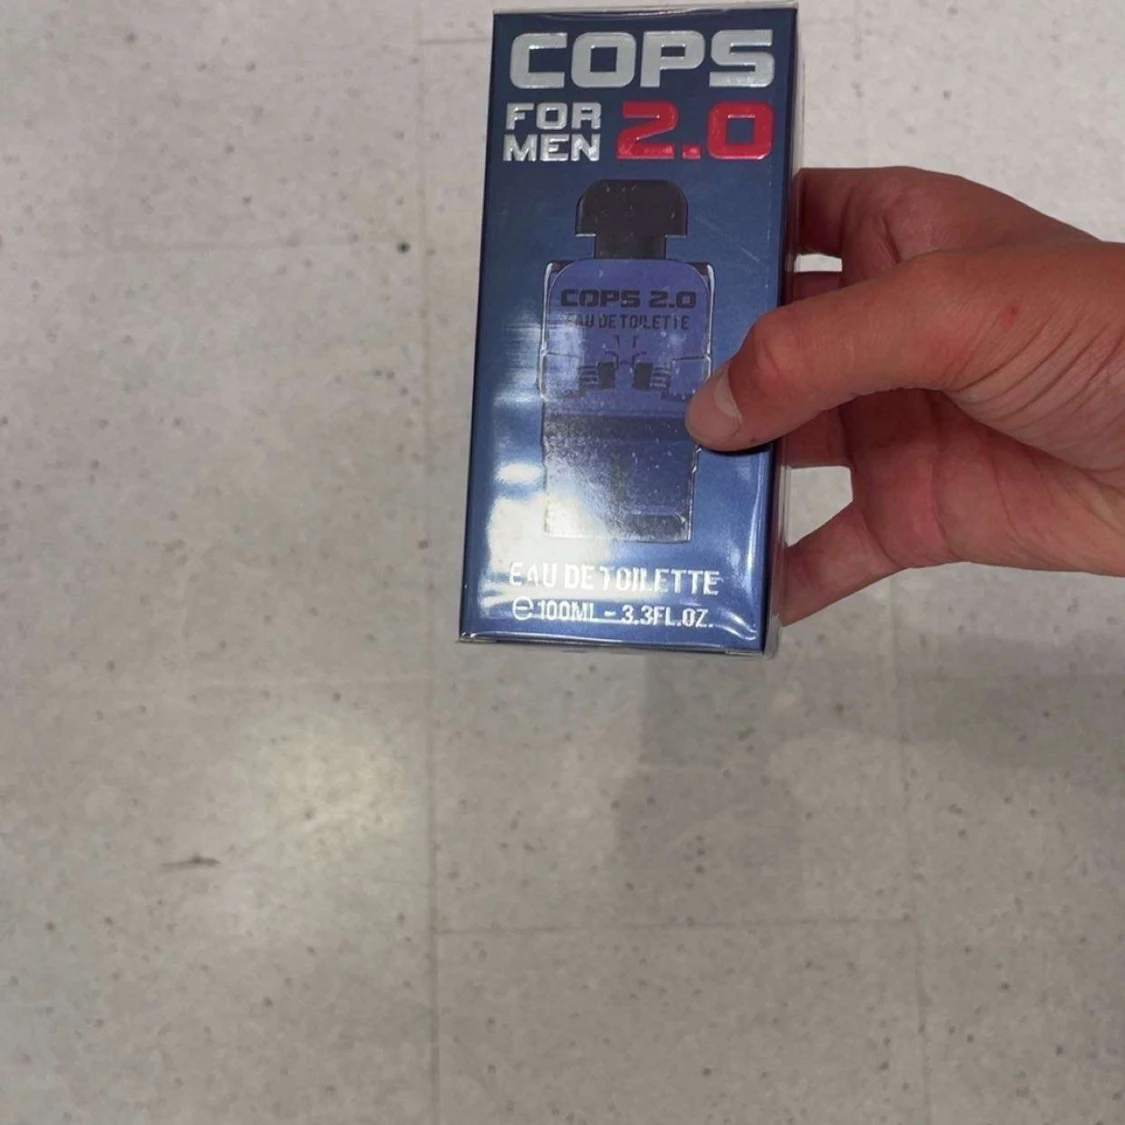 COPS
FOR MEN 2.0
COPS 2.0
EAU DE TOILETTE
EAU DE TOILETTE
℮ 100ML - 3.3FL.OZ.